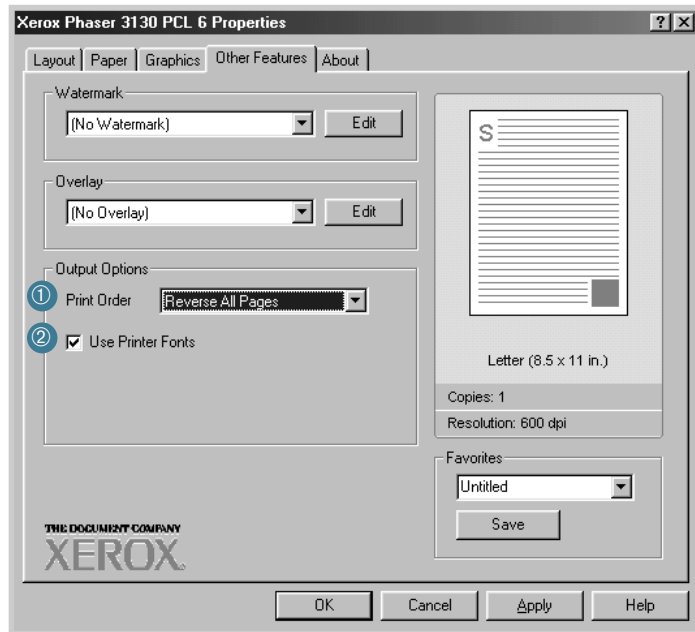 Xerox Phaser 3130 PCL 6 Properties ? X
Layout Paper Graphics Other Features About
Watermark
(No Watermark) Edit
Overlay
(No Overlay) Edit
Output Options
① Print Order Reverse All Pages
② Use Printer Fonts
S
Letter (8.5 x 11 in.)
Copies: 1
Resolution: 600 dpi
Favorites
Untitled
Save
THE DOCUMENT COMPANY
XEROX®
OK Cancel Apply Help